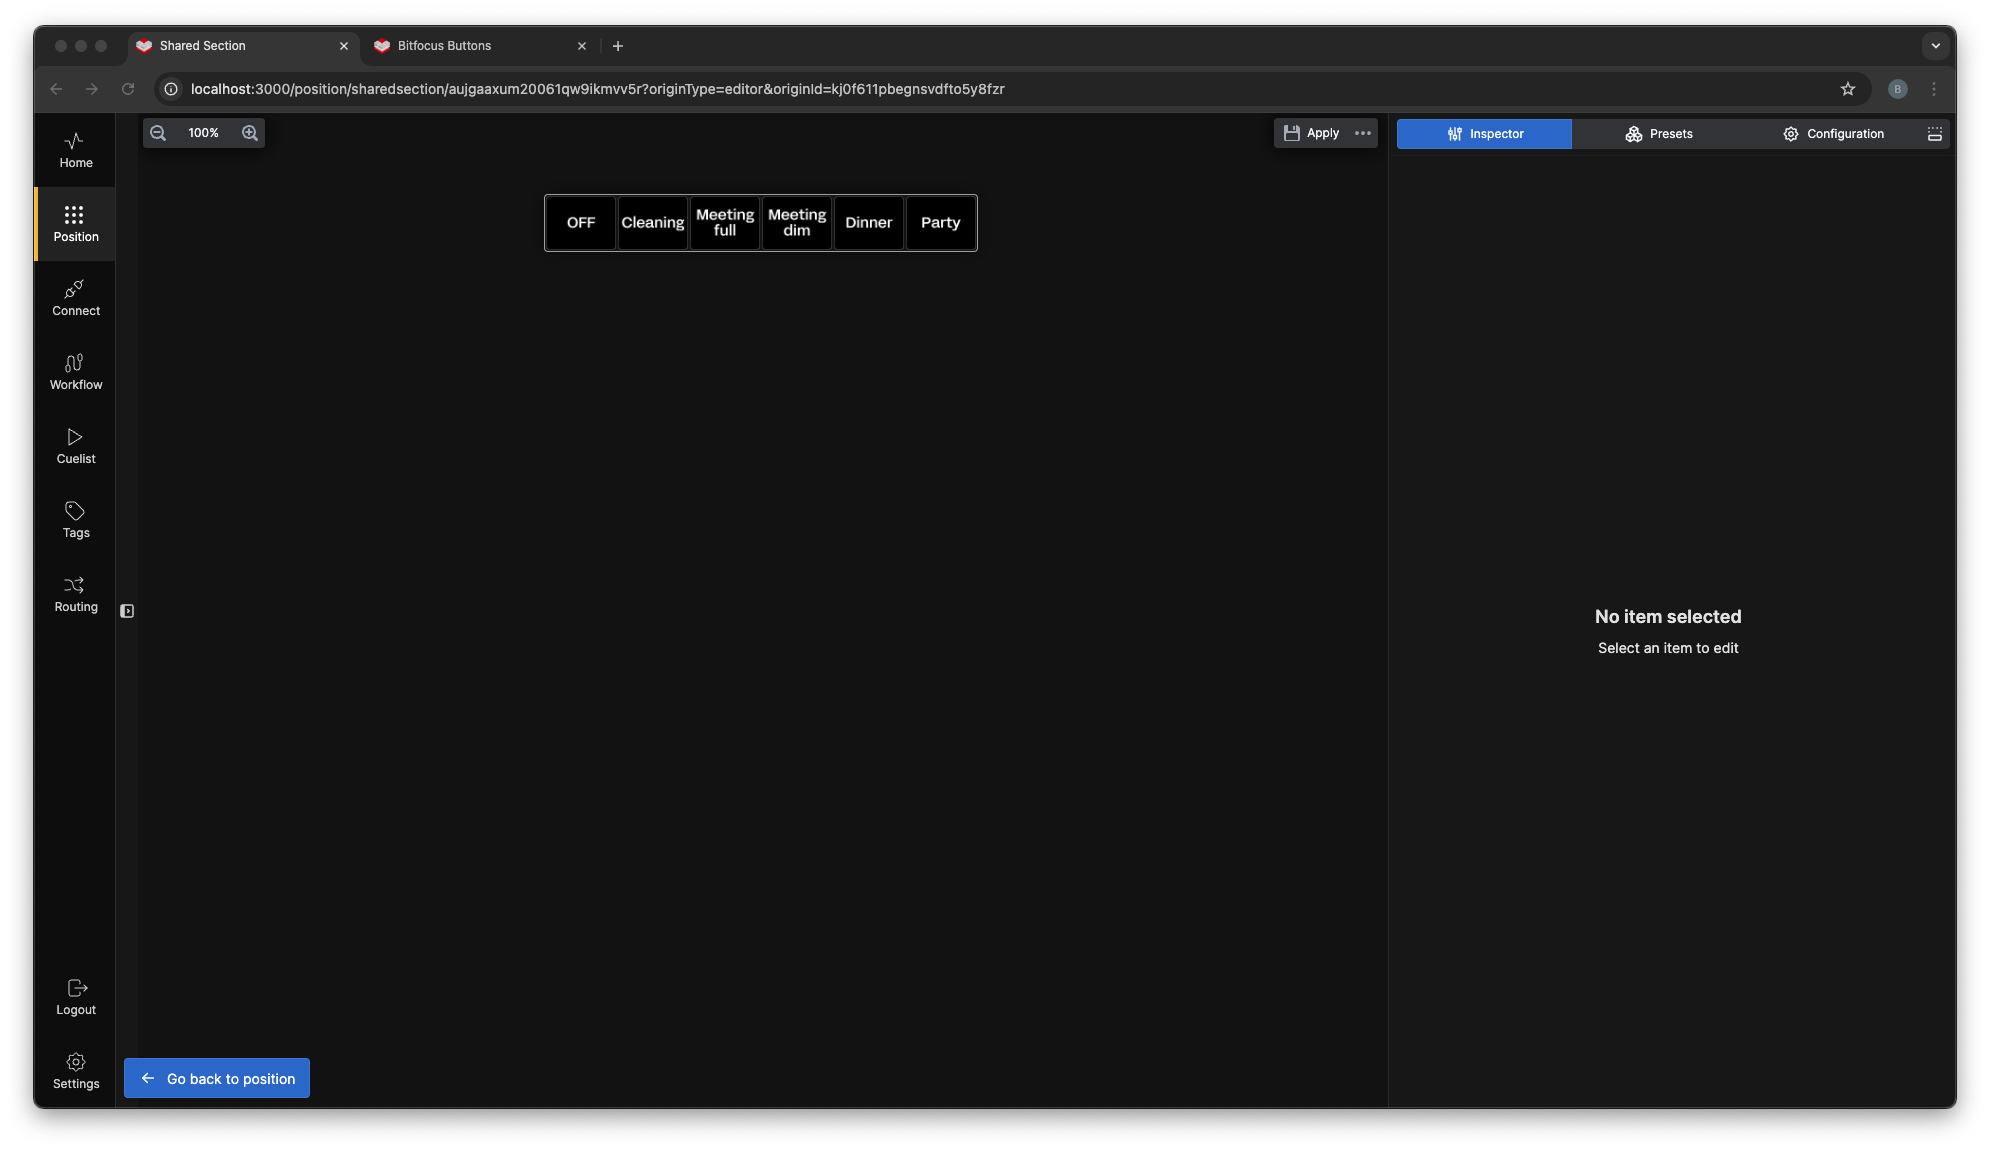 Shared Section
Bitfocus Buttons
localhost:3000/position/sharedsection/aujgaaxum20061qw9ikmvv5r?originType=editor&originId=kj0f611pbegnsvdfto5y8fzr
B
Home
Position
Connect
Workflow
Cuelist
Tags
Routing
Logout
Settings
100%
Apply
OFF
Cleaning
Meeting
full
Meeting
dim
Dinner
Party
Inspector
Presets
Configuration
No item selected
Select an item to edit
Go back to position